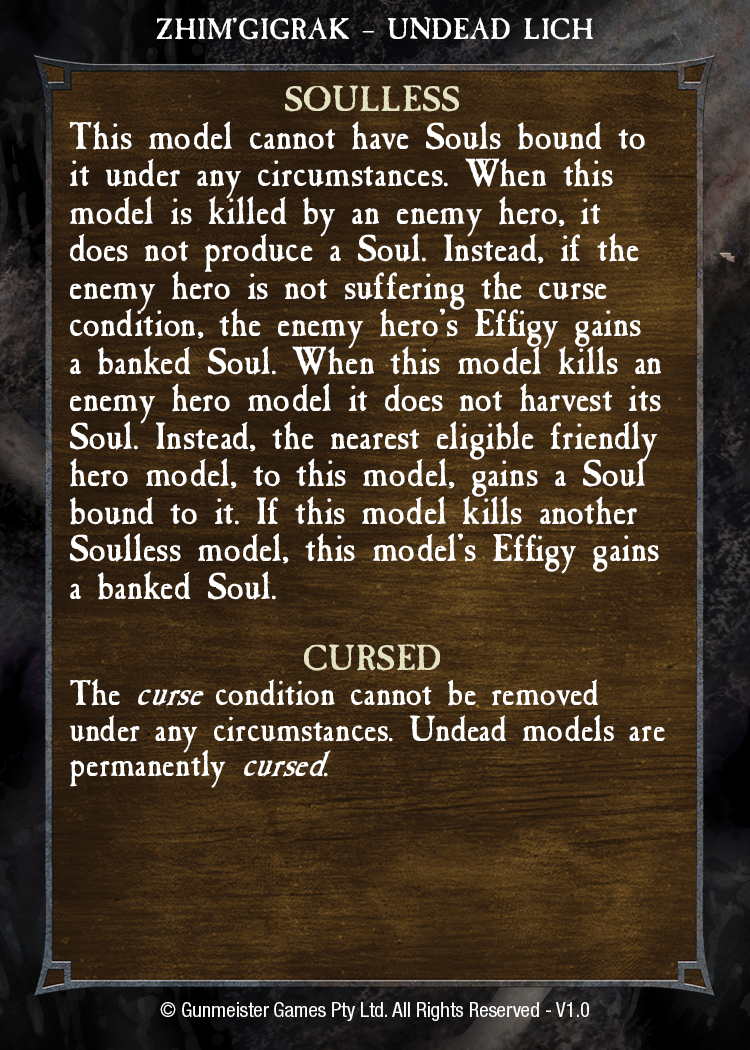 ZHIM'GIGRAK – UNDEAD LICH
SOULLESS
This model cannot have Souls bound to
it under any circumstances. When this
model is killed by an enemy hero, it
does not produce a Soul. Instead, if the
enemy hero is not suffering the curse
condition, the enemy hero's Effigy gains
a banked Soul. When this model kills an
enemy hero model it does not harvest its
Soul. Instead, the nearest eligible friendly
hero model, to this model, gains a Soul
bound to it. If this model kills another
Soulless model, this model's Effigy gains
a banked Soul.
CURSED
The curse condition cannot be removed
under any circumstances. Undead models are
permanently cursed.
© Gunmeister Games Pty Ltd. All Rights Reserved - V1.0